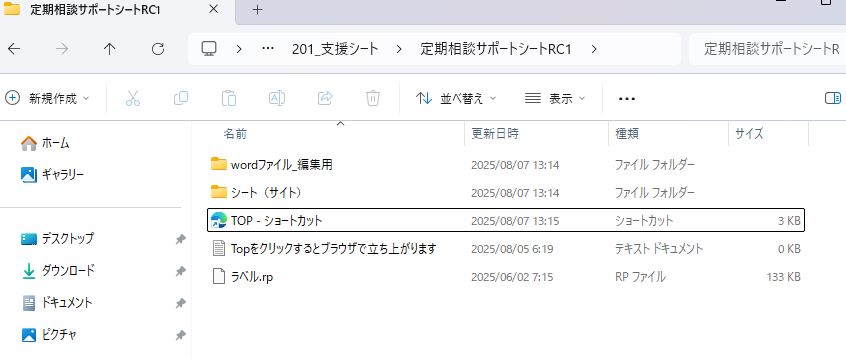 定期相談サポートシートRC1
201_支援シート
定期相談サポートシートRC1
定期相談サポートシートR
新規作成
並べ替え
表示
ホーム
ギャラリー
デスクトップ
ダウンロード
ドキュメント
ピクチャ
名前 更新日時 種類 サイズ
wordファイル_編集用 2025/08/07 13:14 ファイル フォルダー
シート（サイト） 2025/08/07 13:14 ファイル フォルダー
TOP - ショートカット 2025/08/07 13:15 ショートカット 3 KB
Topをクリックするとブラウザで立ち上がります 2025/08/05 6:19 テキスト ドキュメント 0 KB
ラベル.rp 2025/06/02 7:15 RP ファイル 133 KB